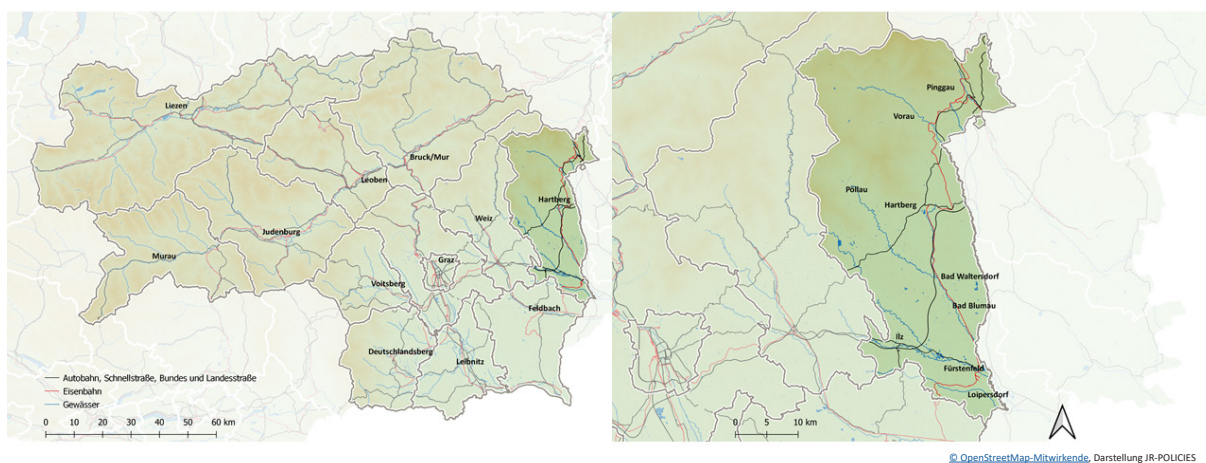 Liezen
Bruck/Mur
Leoben
Hartberg
Weiz
Judenburg
Murau
Graz
Voitsberg
Feldbach
Deutschlandsberg
Leibnitz
Autobahn, Schnellstraße, Bundes und Landesstraße
Eisenbahn
Gewässer
0 10 20 30 40 50 60 km
Pinggau
Vorau
Pöllau
Hartberg
Bad Waltersdorf
Bad Blumau
Ilz
Fürstenfeld
Loipersdorf
0 5 10 km
© OpenStreetMap-Mitwirkende, Darstellung JR-POLICIES